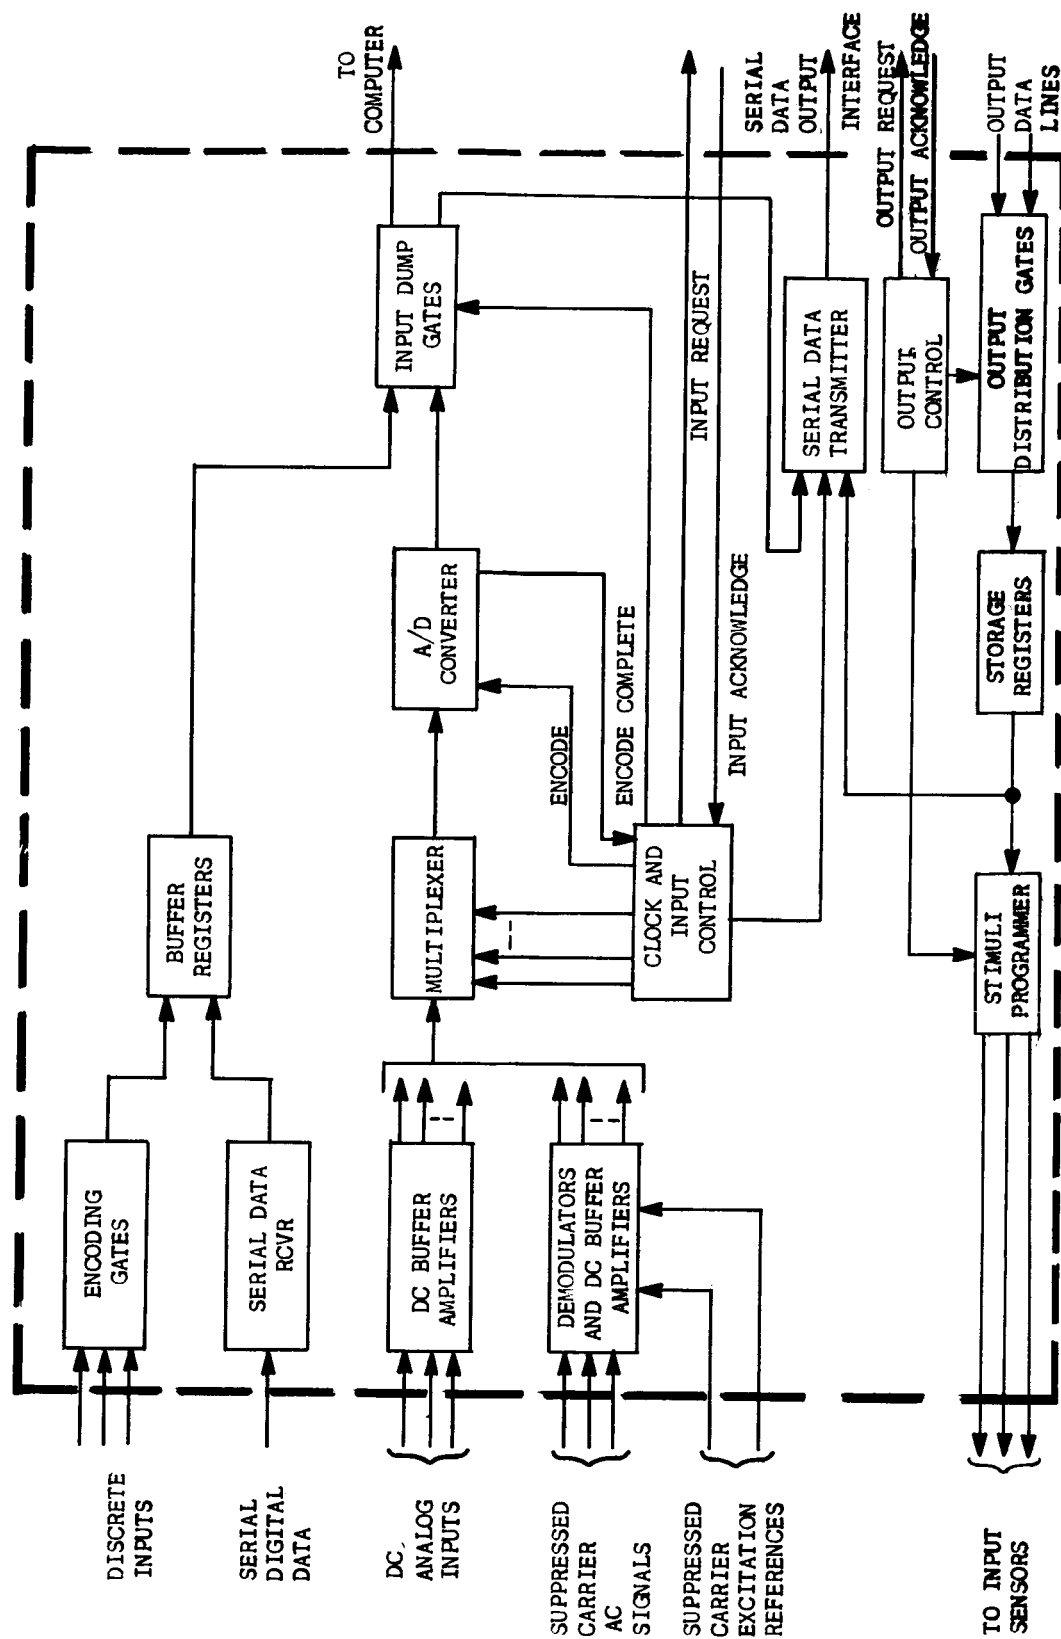 DISCRETE
INPUTS
SERIAL
DIGITAL
DATA
DC
ANALOG
INPUTS
SUPPRESSED
CARRIER
AC
SIGNALS
SUPPRESSED
CARRIER
EXCITATION
REFERENCES
TO INPUT
SENSORS
ENCODING
GATES
SERIAL DATA
RCVR
DC BUFFER
AMPLIFIERS
DEMODULATORS
AND DC BUFFER
AMPLIFIERS
BUFFER
REGISTERS
MULTIPLEXER
CLOCK AND
INPUT
CONTROL
STIMULI
PROGRAMMER
A/D
CONVERTER
ENCODE
ENCODE COMPLETE
INPUT ACKNOWLEDGE
STORAGE
REGISTERS
INPUT DUMP
GATES
INPUT REQUEST
SERIAL DATA
TRANSMITTER
OUTPUT
CONTROL
OUTPUT
DISTRIBUTION GATES
TO
COMPUTER
SERIAL
DATA
OUTPUT
INTERFACE
OUTPUT REQUEST
OUTPUT ACKNOWLEDGE
OUTPUT
DATA
LINES